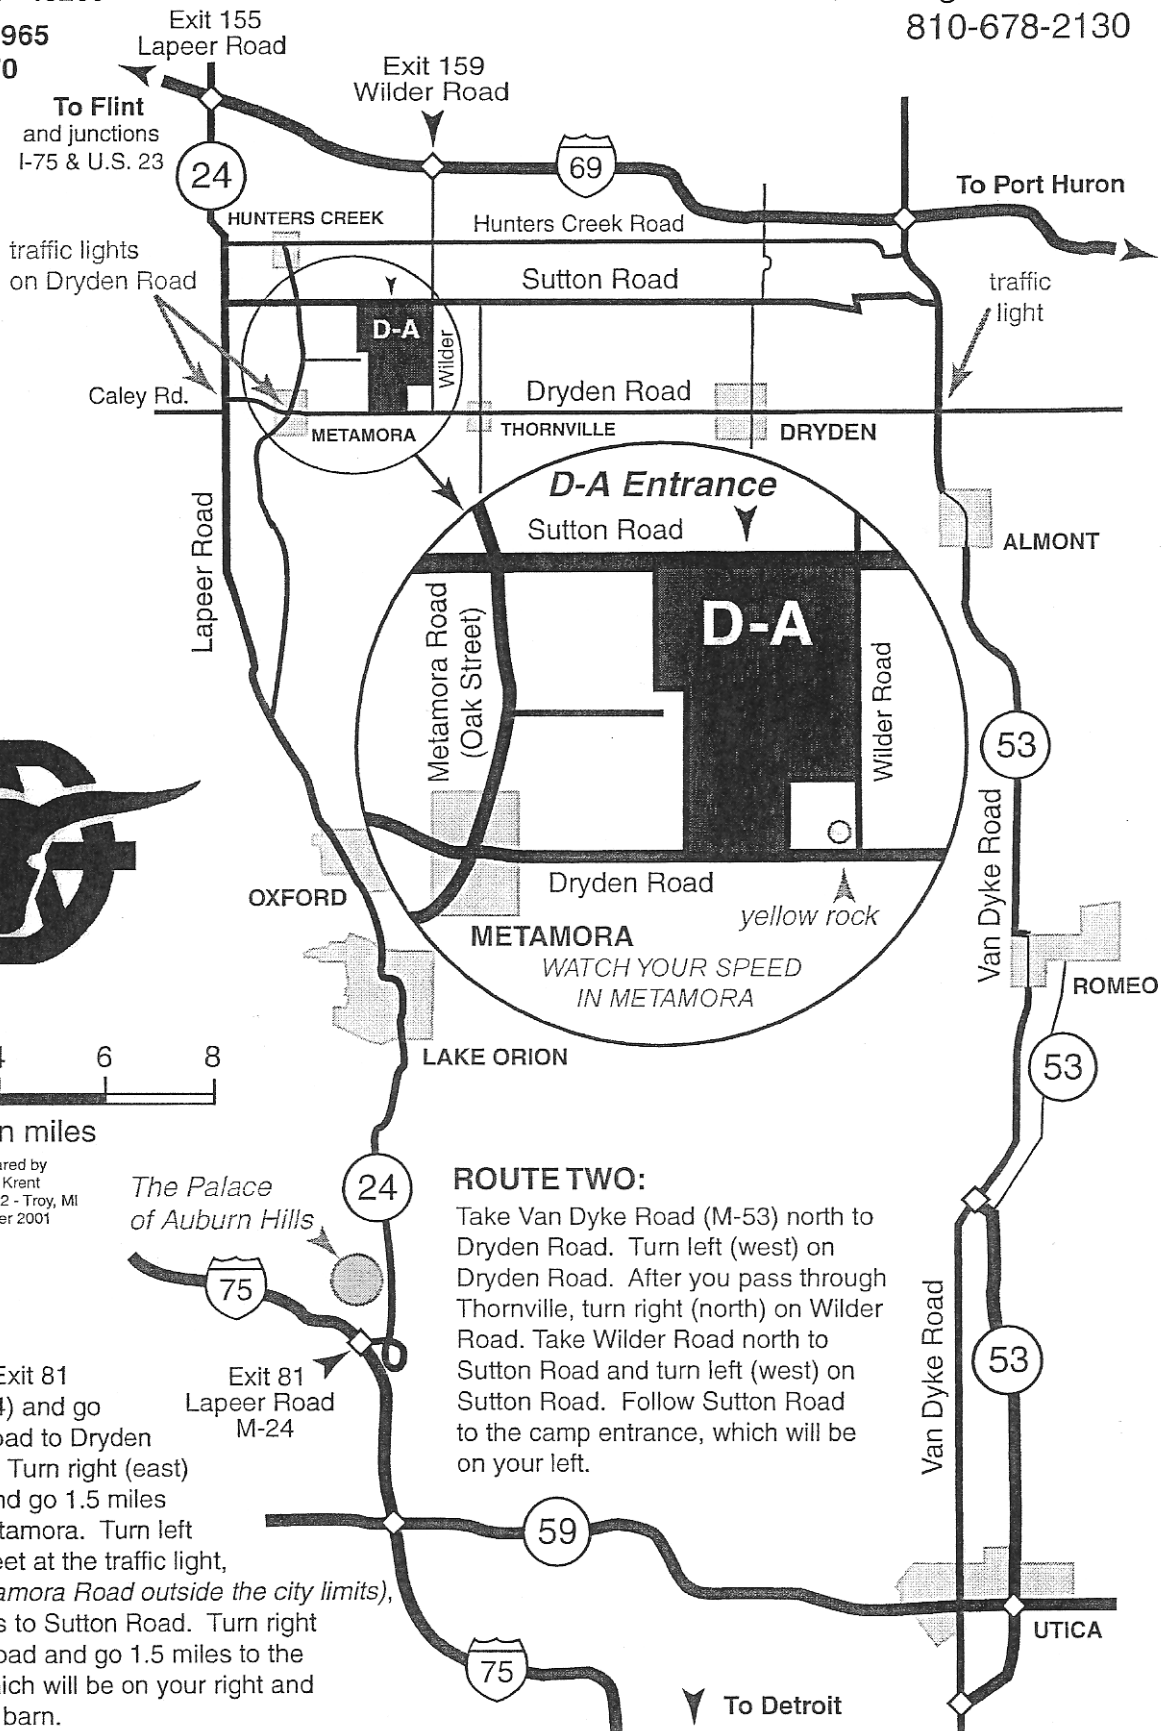 810-678-2130
965
Exit 155
Lapeer Road
Exit 159
Wilder Road
To Flint
and junctions
I-75 & U.S. 23
24
69
To Port Huron
HUNTERS CREEK
Hunters Creek Road
traffic lights
on Dryden Road
Sutton Road
traffic
light
D-A
Wilder
Caley Rd.
Dryden Road
METAMORA
THORNVILLE
DRYDEN
D-A Entrance
Sutton Road
ALMONT
Lapeer Road
Metamora Road
(Oak Street)
D-A
Wilder Road
53
Van Dyke Road
OXFORD
Dryden Road
yellow rock
METAMORA
WATCH YOUR SPEED
IN METAMORA
ROMEO
LAKE ORION
53
6 8
miles
Krent
2 - Troy, MI
2001
The Palace
of Auburn Hills
24
75
Exit 81
Lapeer Road
M-24
ROUTE TWO:
Take Van Dyke Road (M-53) north to
Dryden Road. Turn left (west) on
Dryden Road. After you pass through
Thornville, turn right (north) on Wilder
Road. Take Wilder Road north to
Sutton Road and turn left (west) on
Sutton Road. Follow Sutton Road
to the camp entrance, which will be
on your left.
Van Dyke Road
53
Exit 81
4) and go
oad to Dryden
Turn right (east)
nd go 1.5 miles
tamora. Turn left
eet at the traffic light,
amora Road outside the city limits),
s to Sutton Road. Turn right
oad and go 1.5 miles to the
ich will be on your right and
barn.
59
UTICA
75
To Detroit